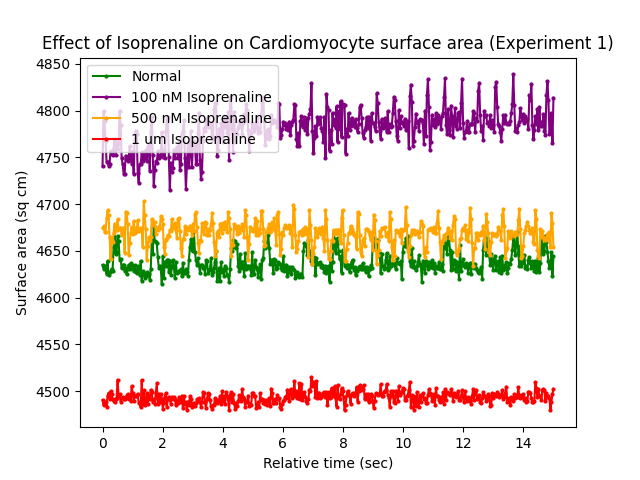 Effect of Isoprenaline on Cardiomyocyte surface area (Experiment 1)
Normal
100 nM Isoprenaline
500 nM Isoprenaline
1 um Isoprenaline
Surface area (sq cm)
4850
4800
4750
4700
4650
4600
4550
4500
0 2 4 6 8 10 12 14
Relative time (sec)